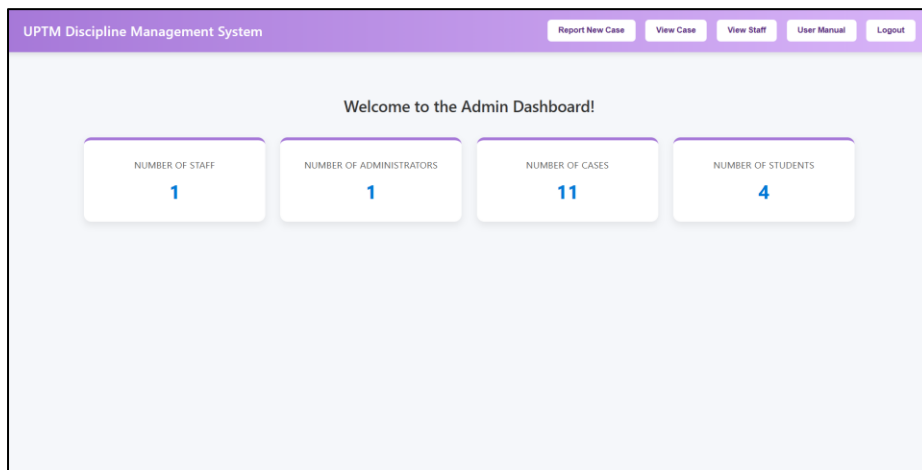 UPTM Discipline Management System
Report New Case
View Case
View Staff
User Manual
Logout
Welcome to the Admin Dashboard!
NUMBER OF STAFF
1
NUMBER OF ADMINISTRATORS
1
NUMBER OF CASES
11
NUMBER OF STUDENTS
4